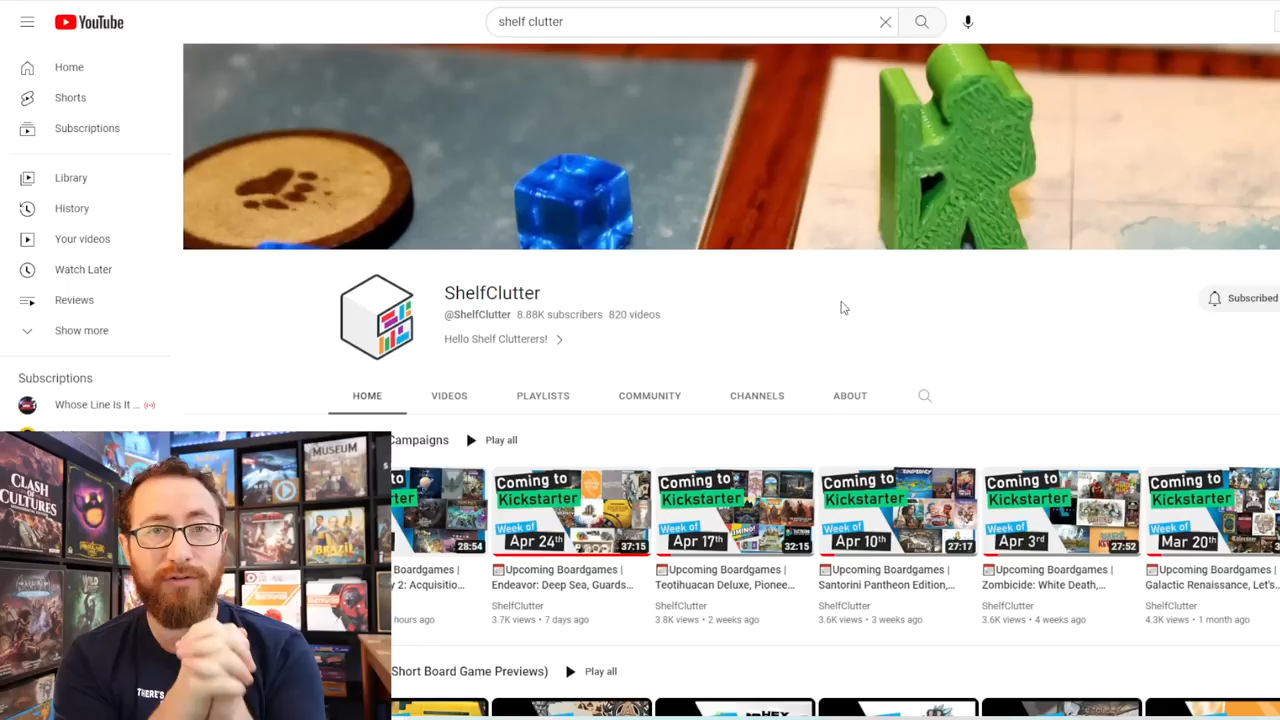 YouTube
shelf clutter
Home
Shorts
Subscriptions
Library
History
Your videos
Watch Later
Reviews
Show more
Subscriptions
Whose Line Is It ...
ShelfClutter
@ShelfClutter 8.88K subscribers 820 videos
Hello Shelf Clutterers!
Subscribed
HOME VIDEOS PLAYLISTS COMMUNITY CHANNELS ABOUT
Campaigns Play all
28:54
Coming to
Kickstarter
Week of
Apr 24th
37:15
Coming to
Kickstarter
Week of
Apr 17th
32:15
Coming to
Kickstarter
Week of
Apr 10th
27:17
Coming to
Kickstarter
Week of
Apr 3rd
27:52
Coming to
Kickstarter
Week of
Mar 20th
Boardgames |
y 2: Acquisitio...
hours ago
Upcoming Boardgames |
Endeavor: Deep Sea, Guards...
ShelfClutter
3.7K views • 7 days ago
Upcoming Boardgames |
Teotihuacan Deluxe, Pionee...
ShelfClutter
3.8K views • 2 weeks ago
Upcoming Boardgames |
Santorini Pantheon Edition,...
ShelfClutter
3.6K views • 3 weeks ago
Upcoming Boardgames |
Zombicide: White Death,...
ShelfClutter
3.6K views • 4 weeks ago
Upcoming Boardgames |
Galactic Renaissance, Let's...
ShelfClutter
4.3K views • 1 month ago
Short Board Game Previews) Play all
CLASH
OF
CULTURES
MUSEUM
BRAZIL
THERE'S